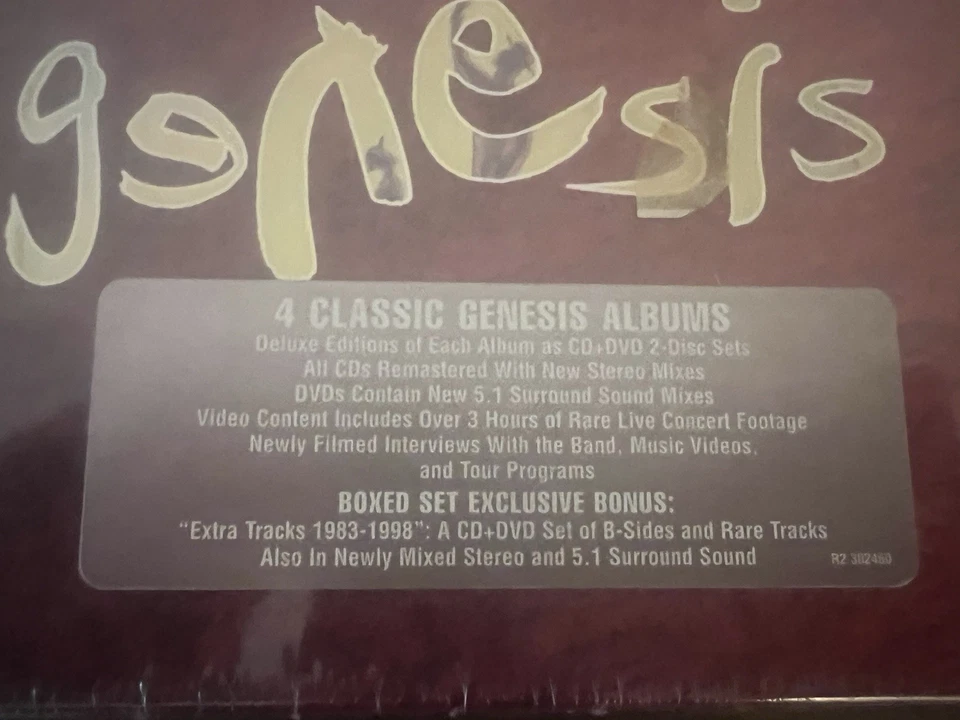 genesis
4 CLASSIC GENESIS ALBUMS
Deluxe Editions of Each Album as CD+DVD 2-Disc Sets
All CDs Remastered With New Stereo Mixes
DVDs Contain New 5.1 Surround Sound Mixes
Video Content Includes Over 3 Hours of Rare Live Concert Footage
Newly Filmed Interviews With the Band, Music Videos,
and Tour Programs
BOXED SET EXCLUSIVE BONUS:
"Extra Tracks 1983-1998": A CD+DVD Set of B-Sides and Rare Tracks
Also In Newly Mixed Stereo and 5.1 Surround Sound
R2 302460